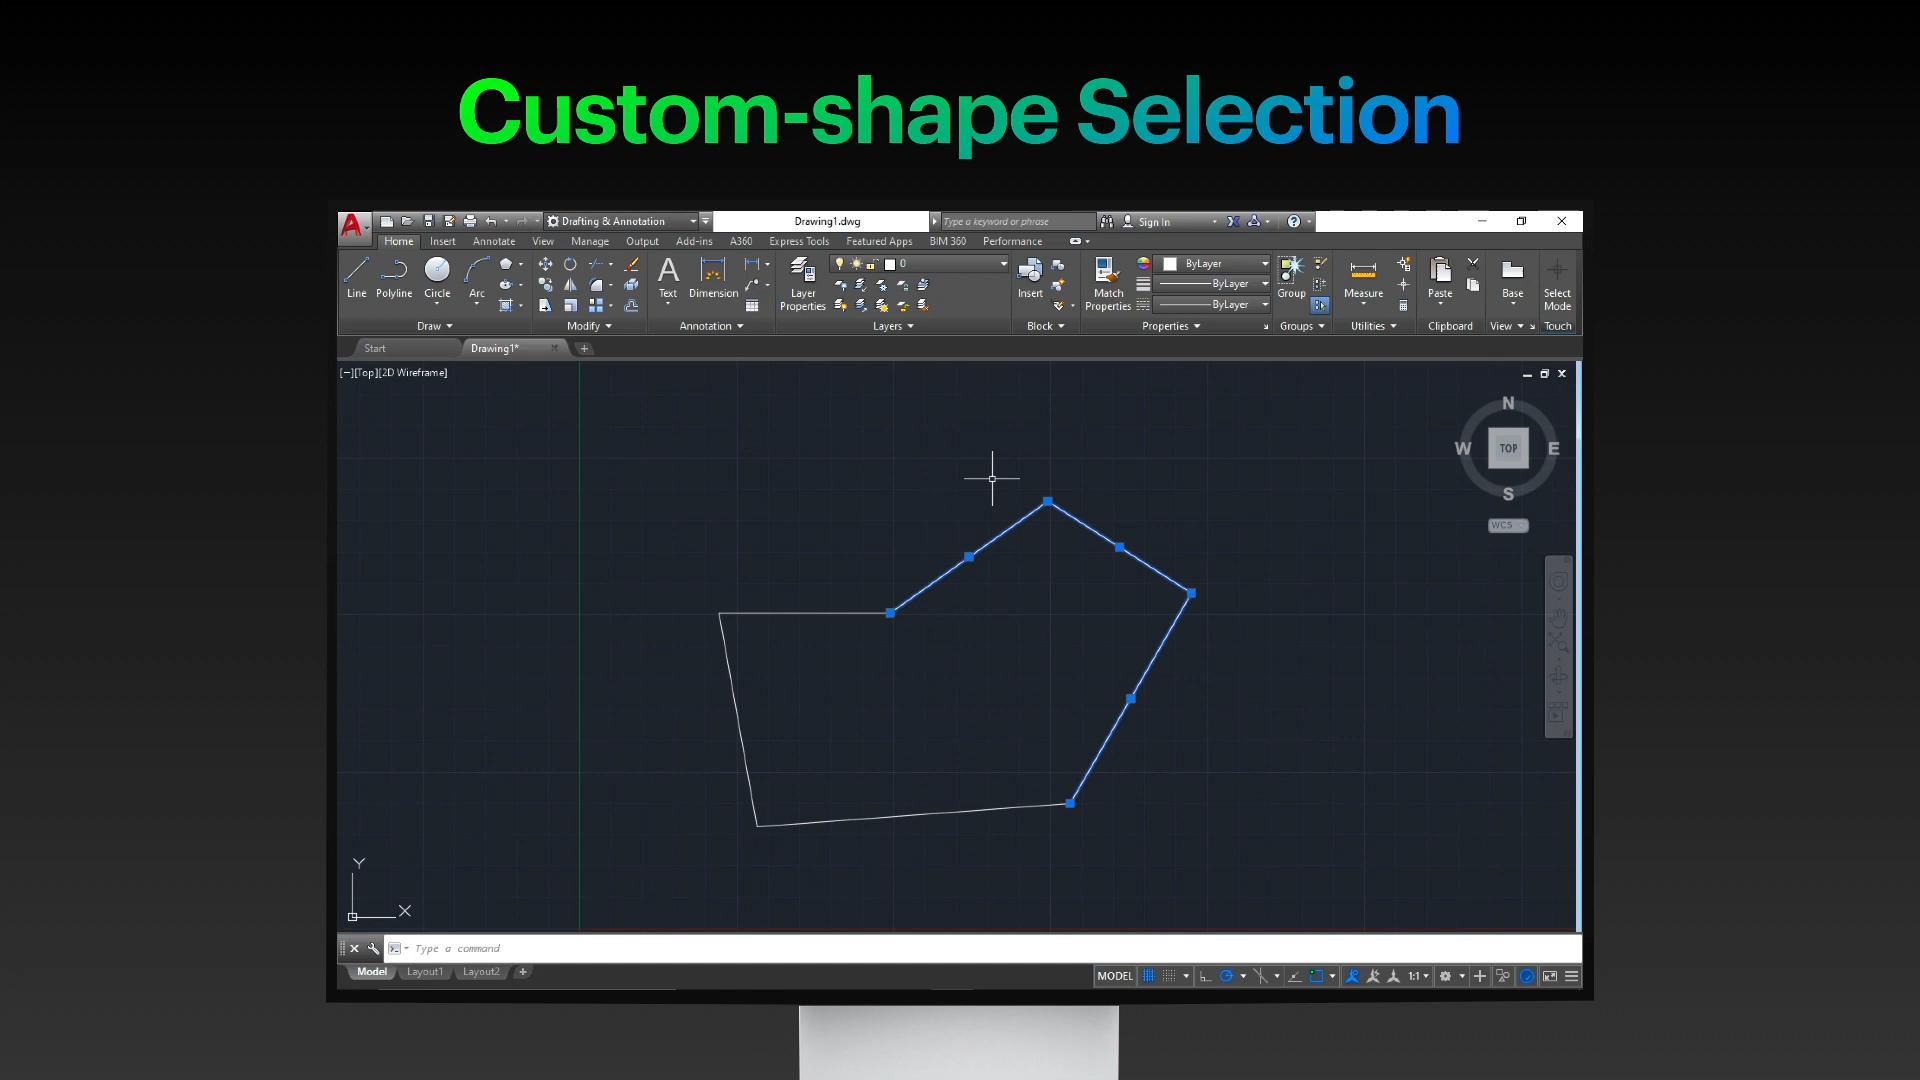 Custom-shape Selection
Drafting & Annotation
Drawing1.dwg
Type a keyword or phrase
Sign In
Home Insert Annotate View Manage Output Add-ins A360 Express Tools Featured Apps BIM 360 Performance
0
ByLayer
ByLayer
ByLayer
Line Polyline Circle Arc
Text Dimension
Layer Properties
Insert
Match Properties
Group
Measure
Paste
Base
Select Mode
Draw Modify Annotation Layers Block Properties Groups Utilities Clipboard View Touch
Start Drawing1*
[−][Top][2D Wireframe]
N
W TOP E
S
WCS
Y
X
Type a command
Model Layout1 Layout2
MODEL 1:1